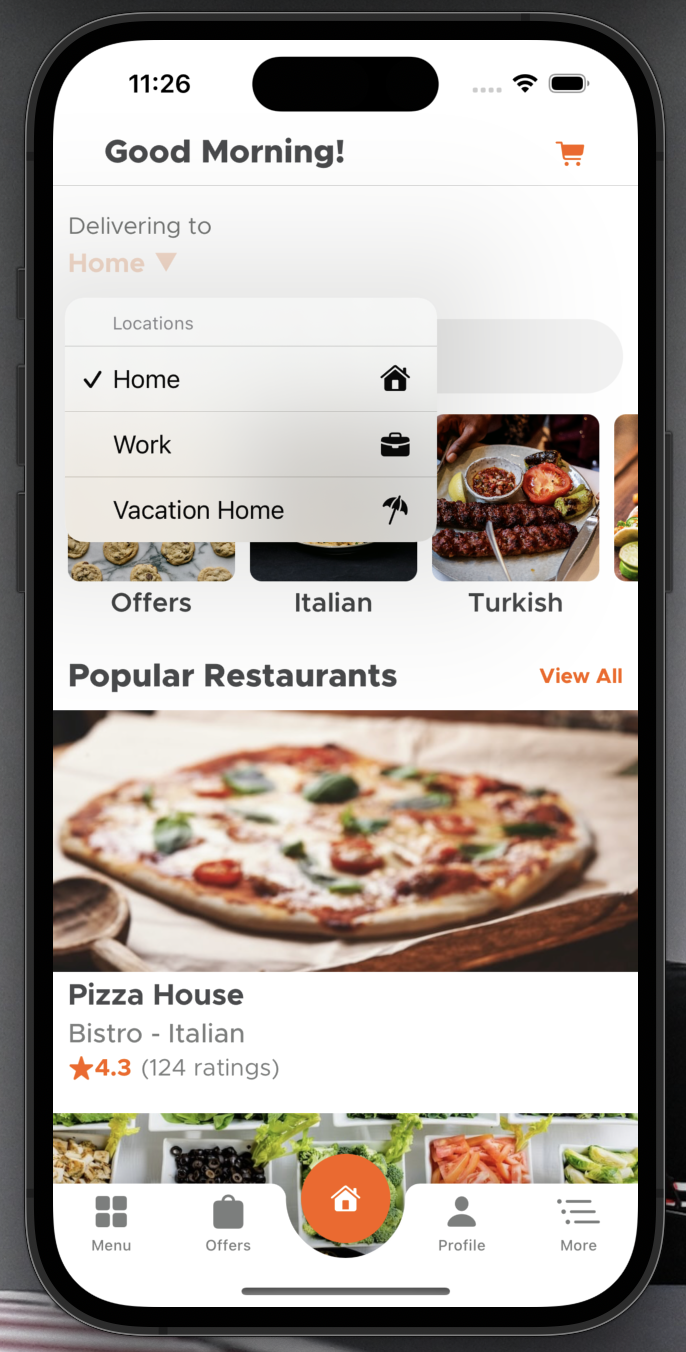 11:26
Good Morning!
Delivering to
Home ▼
Locations
✓ Home
Work
Vacation Home
Offers
Italian
Turkish
Popular Restaurants
View All
Pizza House
Bistro - Italian
★4.3 (124 ratings)
Menu
Offers
Profile
More